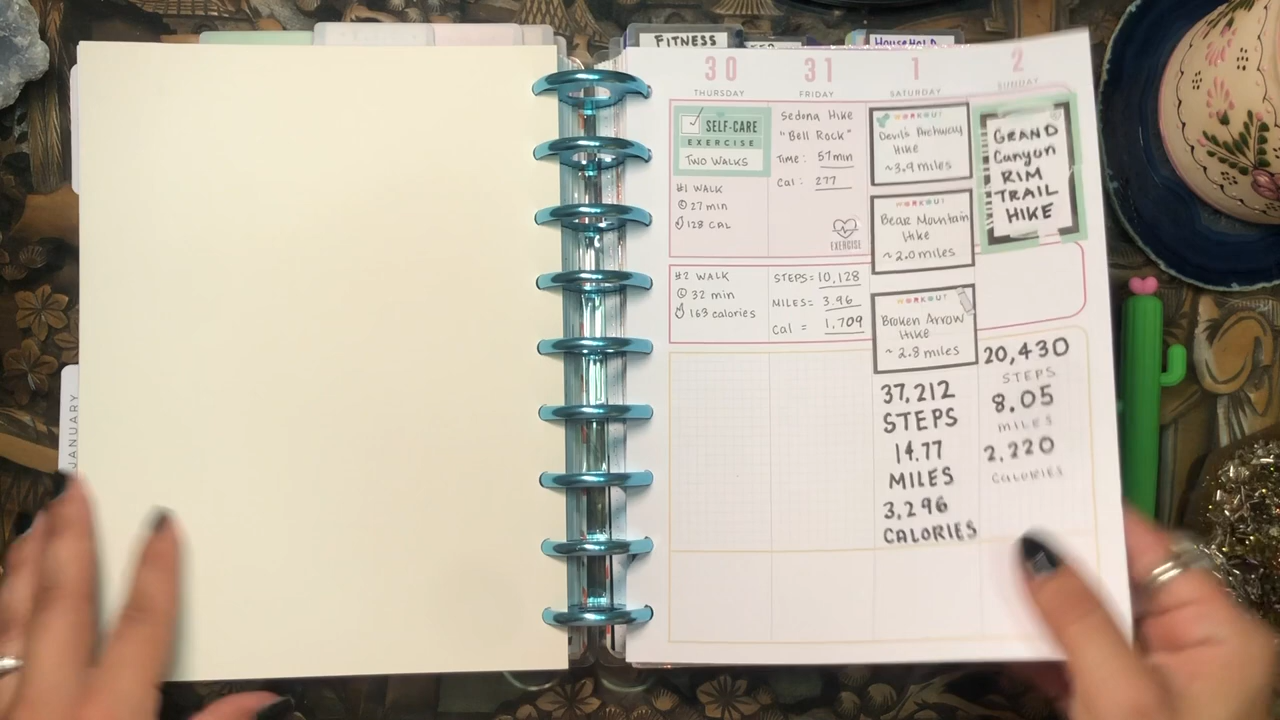 FITNESS
HOUSEHOLD
30
THURSDAY
31
FRIDAY
1
SATURDAY
2
SUNDAY
SELF-CARE
EXERCISE
TWO WALKS
#1 WALK
27 min
128 CAL
#2 WALK
32 min
163 calories
Sedona Hike
"Bell Rock"
Time: 57min
Cal: 277
EXERCISE
STEPS= 10,128
MILES= 3.96
Cal = 1,709
WORKOUT
Devil's Archway
Hike
~3.9 miles
WORKOUT
Bear Mountain
Hike
~2.0 miles
WORKOUT
Broken Arrow
Hike
~ 2.8 miles
37,212
STEPS
14.77
MILES
3,296
CALORIES
GRAND
Canyon
RIM
TRAIL
HIKE
20,430
STEPS
8.05
MILES
2,220
CALORIES
JANUARY